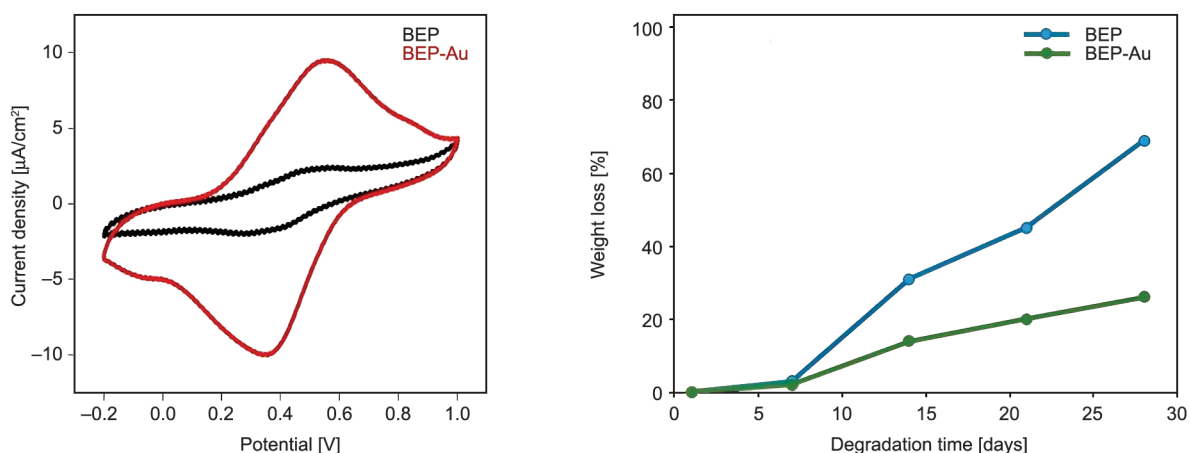 BEP
BEP-Au
10
5
0
–5
–10
Current density [µA/cm²]
–0.2 0.0 0.2 0.4 0.6 0.8 1.0
Potential [V]
BEP
BEP-Au
100
80
60
40
20
0
Weight loss [%]
0 5 10 15 20 25 30
Degradation time [days]